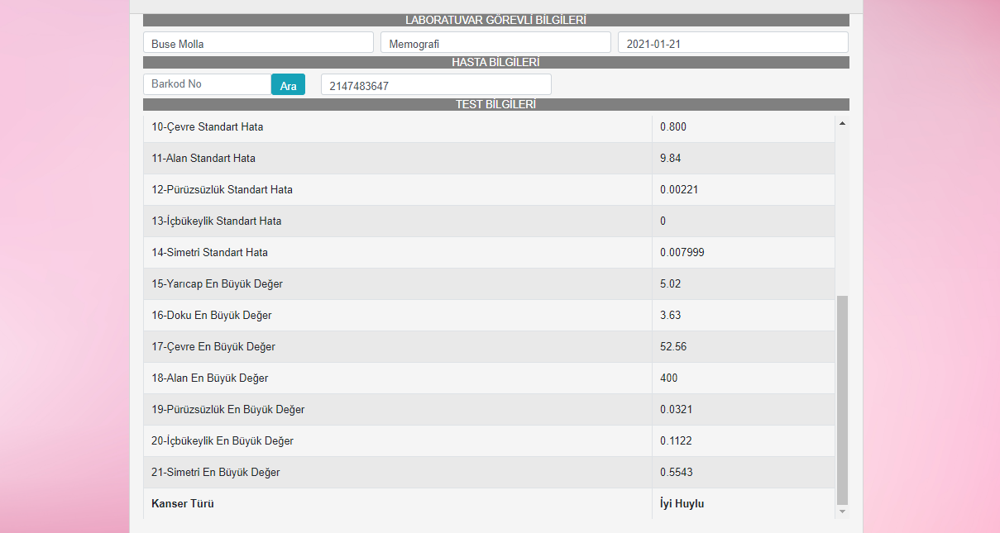 LABORATUVAR GÖREVLİ BİLGİLERİ
Buse Molla Memografi 2021-01-21
HASTA BİLGİLERİ
Barkod No Ara 2147483647
TEST BİLGİLERİ
10-Çevre Standart Hata 0.800
11-Alan Standart Hata 9.84
12-Pürüzsüzlük Standart Hata 0.00221
13-İçbükeylik Standart Hata 0
14-Simetri Standart Hata 0.007999
15-Yarıcap En Büyük Değer 5.02
16-Doku En Büyük Değer 3.63
17-Çevre En Büyük Değer 52.56
18-Alan En Büyük Değer 400
19-Pürüzsüzlük En Büyük Değer 0.0321
20-İçbükeylik En Büyük Değer 0.1122
21-Simetri En Büyük Değer 0.5543
Kanser Türü İyi Huylu